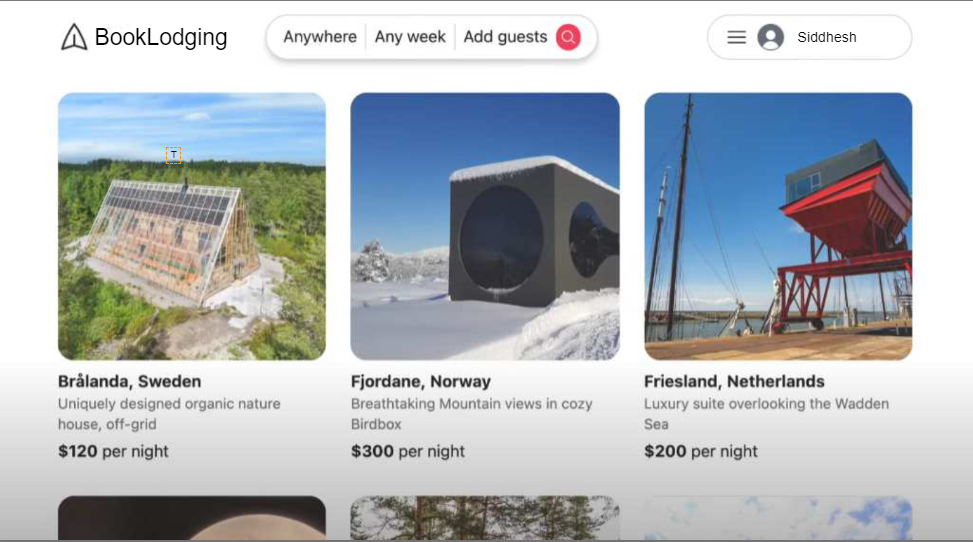 BookLodging
Anywhere Any week Add guests
Siddhesh
T
Brålanda, Sweden
Uniquely designed organic nature
house, off-grid
$120 per night
Fjordane, Norway
Breathtaking Mountain views in cozy
Birdbox
$300 per night
Friesland, Netherlands
Luxury suite overlooking the Wadden
Sea
$200 per night